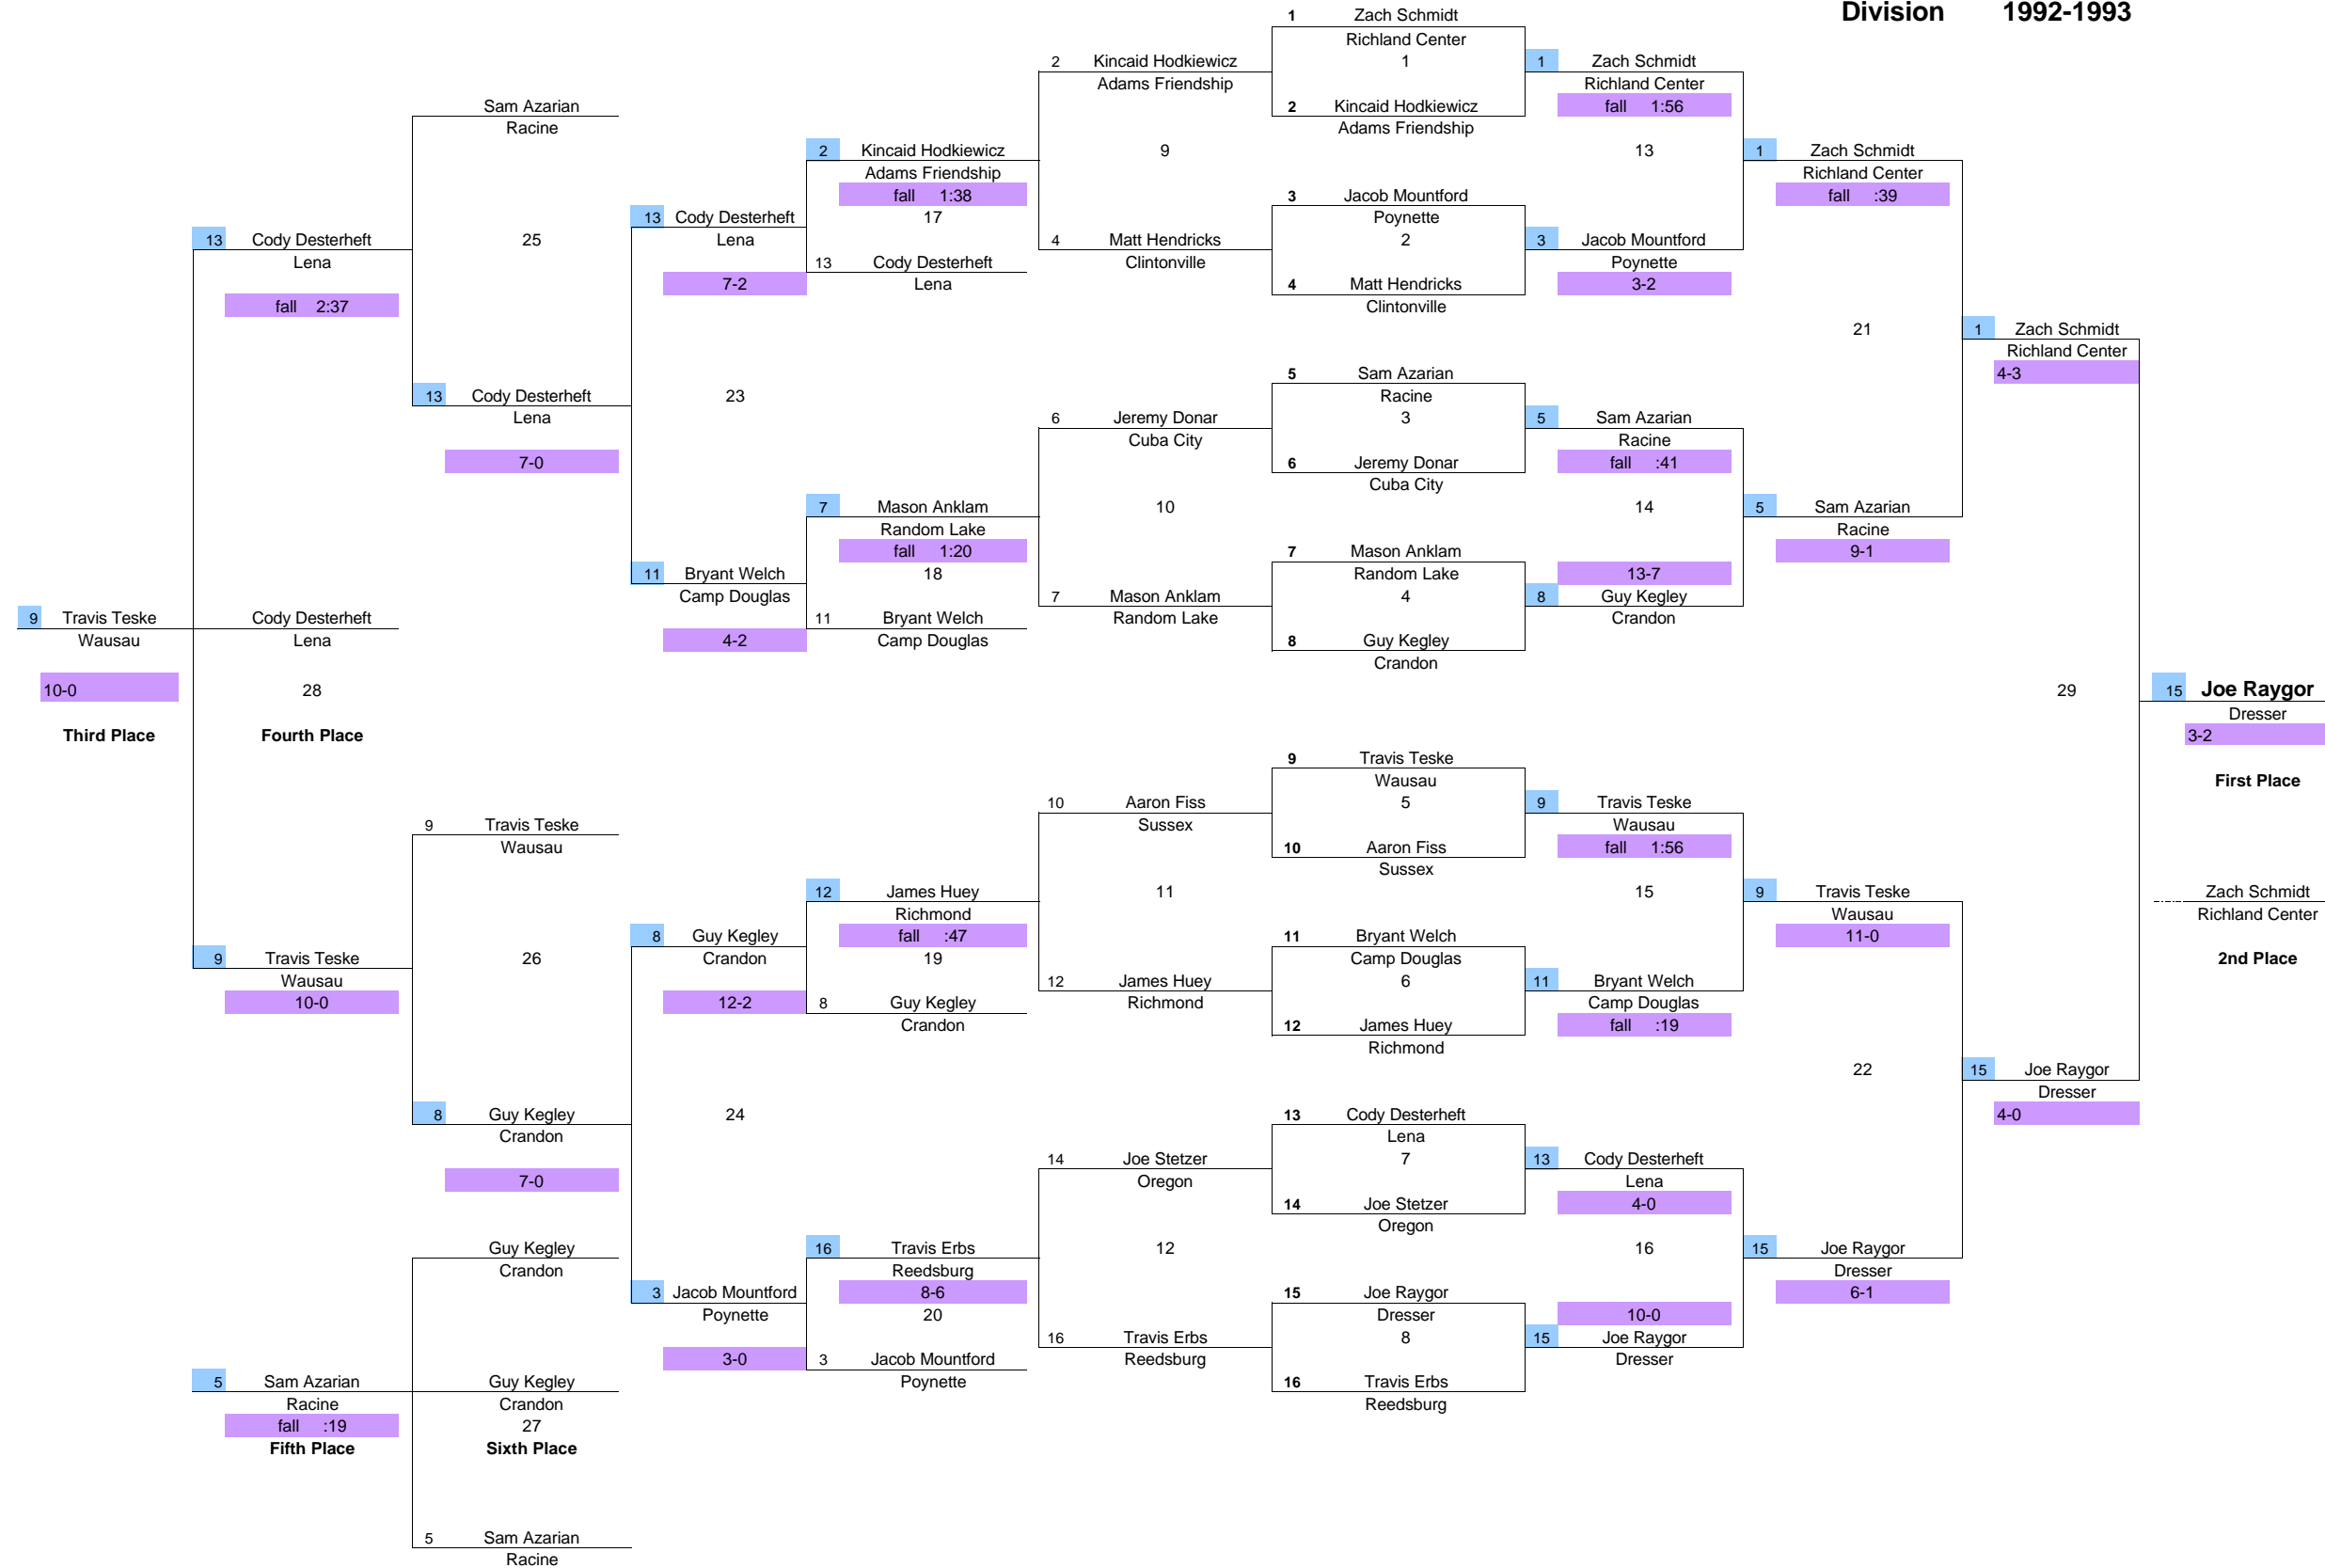 Division 1992-1993
1 Zach Schmidt
Richland Center
1
2 Kincaid Hodkiewicz
Adams Friendship
3 Jacob Mountford
Poynette
2
4 Matt Hendricks
Clintonville
5 Sam Azarian
Racine
3
6 Jeremy Donar
Cuba City
7 Mason Anklam
Random Lake
4
8 Guy Kegley
Crandon
9 Travis Teske
Wausau
5
10 Aaron Fiss
Sussex
11 Bryant Welch
Camp Douglas
6
12 James Huey
Richmond
13 Cody Desterheft
Lena
7
14 Joe Stetzer
Oregon
15 Joe Raygor
Dresser
8
16 Travis Erbs
Reedsburg
1 Zach Schmidt
Richland Center
fall 1:56
13
3 Jacob Mountford
Poynette
3-2
5 Sam Azarian
Racine
fall :41
14
13-7
8 Guy Kegley
Crandon
9 Travis Teske
Wausau
fall 1:56
15
11 Bryant Welch
Camp Douglas
fall :19
13 Cody Desterheft
Lena
4-0
16
10-0
15 Joe Raygor
Dresser
1 Zach Schmidt
Richland Center
fall :39
21
5 Sam Azarian
Racine
9-1
9 Travis Teske
Wausau
11-0
22
15 Joe Raygor
Dresser
6-1
1 Zach Schmidt
Richland Center
4-3
29
15 Joe Raygor
Dresser
4-0
15 Joe Raygor
Dresser
3-2
First Place
Zach Schmidt
Richland Center
2nd Place
2 Kincaid Hodkiewicz
Adams Friendship
9
4 Matt Hendricks
Clintonville
6 Jeremy Donar
Cuba City
10
7 Mason Anklam
Random Lake
10 Aaron Fiss
Sussex
11
12 James Huey
Richmond
14 Joe Stetzer
Oregon
12
16 Travis Erbs
Reedsburg
2 Kincaid Hodkiewicz
Adams Friendship
fall 1:38
17
13 Cody Desterheft
Lena
7 Mason Anklam
Random Lake
fall 1:20
18
11 Bryant Welch
Camp Douglas
12 James Huey
Richmond
fall :47
19
8 Guy Kegley
Crandon
16 Travis Erbs
Reedsburg
8-6
20
3 Jacob Mountford
Poynette
13 Cody Desterheft
Lena
7-2
23
11 Bryant Welch
Camp Douglas
4-2
8 Guy Kegley
Crandon
12-2
24
3 Jacob Mountford
Poynette
3-0
Sam Azarian
Racine
25
13 Cody Desterheft
Lena
7-0
9 Travis Teske
Wausau
26
8 Guy Kegley
Crandon
7-0
13 Cody Desterheft
Lena
fall 2:37
9 Travis Teske
Wausau
10-0
9 Travis Teske
Wausau
10-0
Third Place
Cody Desterheft
Lena
28
Fourth Place
Guy Kegley
Crandon
5 Sam Azarian
Racine
fall :19
Fifth Place
Guy Kegley
Crandon
27
Sixth Place
5 Sam Azarian
Racine